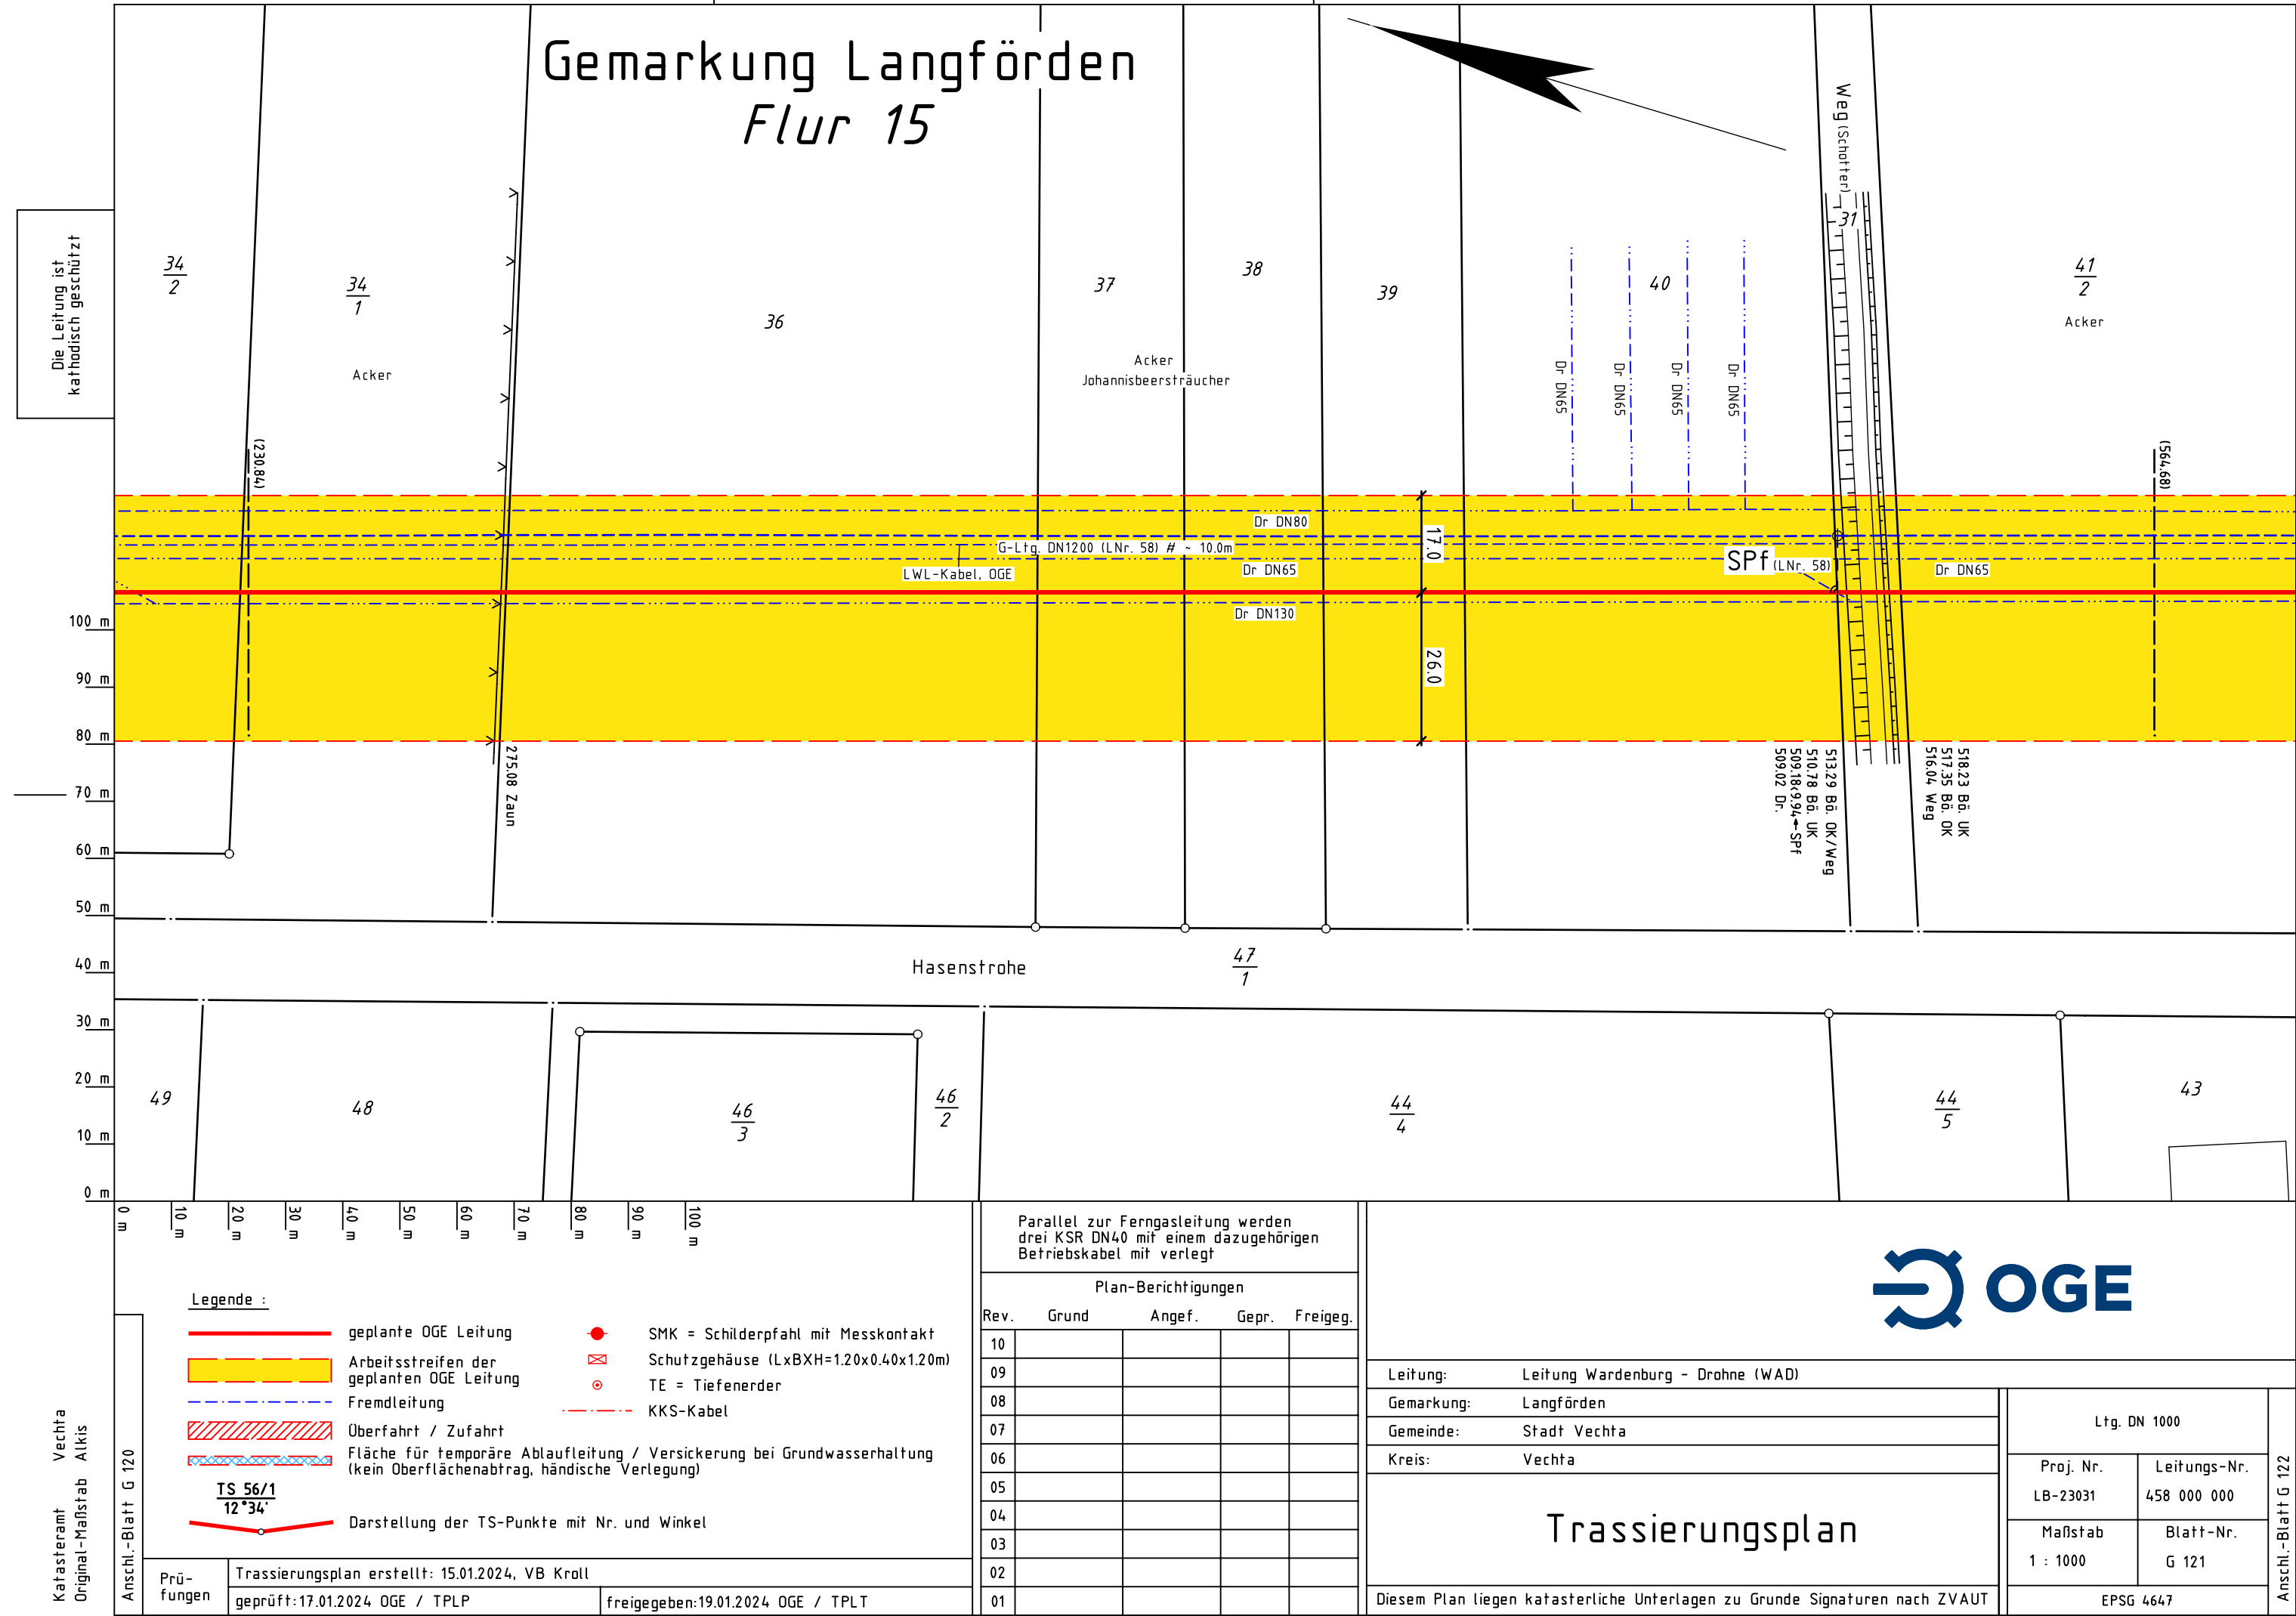 Gemarkung Langförden
Flur 15
Die Leitung ist
kathodisch geschützt
34
2
34
1
Acker
36
37
38
Acker
Johannisbeersträucher
39
40
Dr DN65
Dr DN65
Dr DN65
Dr DN65
Weg (Schotter)
31
41
2
Acker
(230.84)
(564.68)
Dr DN80
G-Ltg. DN1200 (LNr. 58) # ~ 10.0m
LWL-Kabel, OGE
Dr DN65
Dr DN130
17.0
26.0
SPf (LNr. 58)
Dr DN65
275.08 Zaun
513.29 Bö. OK/Weg
510.78 Bö. UK
509.18<9.94 SPf
509.02 Dr.
518.23 Bö. UK
517.35 Bö. OK
516.04 Weg
100 m
90 m
80 m
70 m
60 m
50 m
40 m
30 m
20 m
10 m
0 m
Hasenstrohe
47
1
49
48
46
3
46
2
44
4
44
5
43
0 m
10 m
20 m
30 m
40 m
50 m
60 m
70 m
80 m
90 m
100 m
Legende :
geplante OGE Leitung
Arbeitsstreifen der
geplanten OGE Leitung
Fremdleitung
Überfahrt / Zufahrt
Fläche für temporäre Ablaufleitung / Versickerung bei Grundwasserhaltung
(kein Oberflächenabtrag, händische Verlegung)
TS 56/1
12°34'
Darstellung der TS-Punkte mit Nr. und Winkel
SMK = Schilderpfahl mit Messkontakt
Schutzgehäuse (LxBXH=1.20x0.40x1.20m)
TE = Tiefenerder
KKS-Kabel
Katasteramt Vechta
Original-Maßstab Alkis
Anschl.-Blatt G 120
Prü-
fungen
Trassierungsplan erstellt: 15.01.2024, VB Kroll
geprüft:17.01.2024 OGE / TPLP
freigegeben:19.01.2024 OGE / TPLT
Parallel zur Ferngasleitung werden
drei KSR DN40 mit einem dazugehörigen
Betriebskabel mit verlegt
Plan-Berichtigungen
Rev. Grund Angef. Gepr. Freigeg.
10
09
08
07
06
05
04
03
02
01
OGE
Leitung: Leitung Wardenburg - Drohne (WAD)
Gemarkung: Langförden
Gemeinde: Stadt Vechta
Kreis: Vechta
Trassierungsplan
Diesem Plan liegen katasterliche Unterlagen zu Grunde Signaturen nach ZVAUT
Ltg. DN 1000
Proj. Nr. Leitungs-Nr.
LB-23031 458 000 000
Maßstab Blatt-Nr.
1 : 1000 G 121
EPSG 4647
Anschl.-Blatt G 122